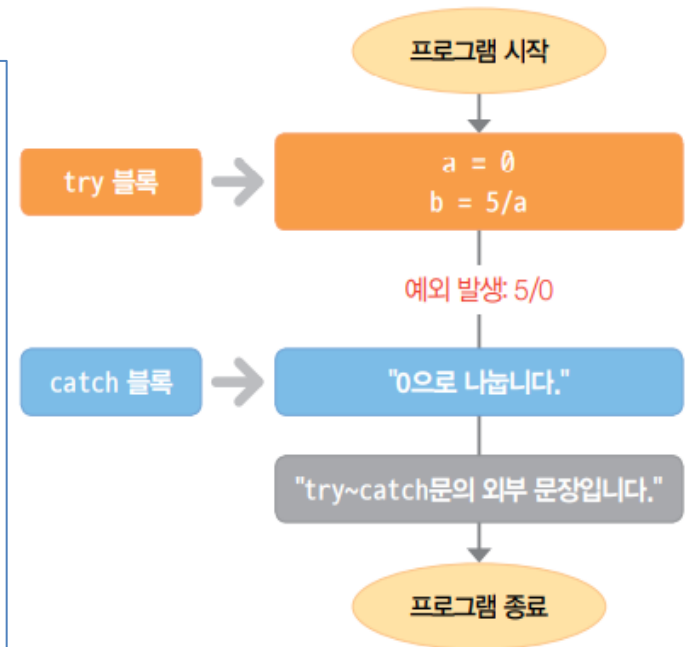 프로그램 시작
try 블록
a = 0
b = 5/a
예외 발생: 5/0
catch 블록
"0으로 나눕니다."
"try~catch문의 외부 문장입니다."
프로그램 종료